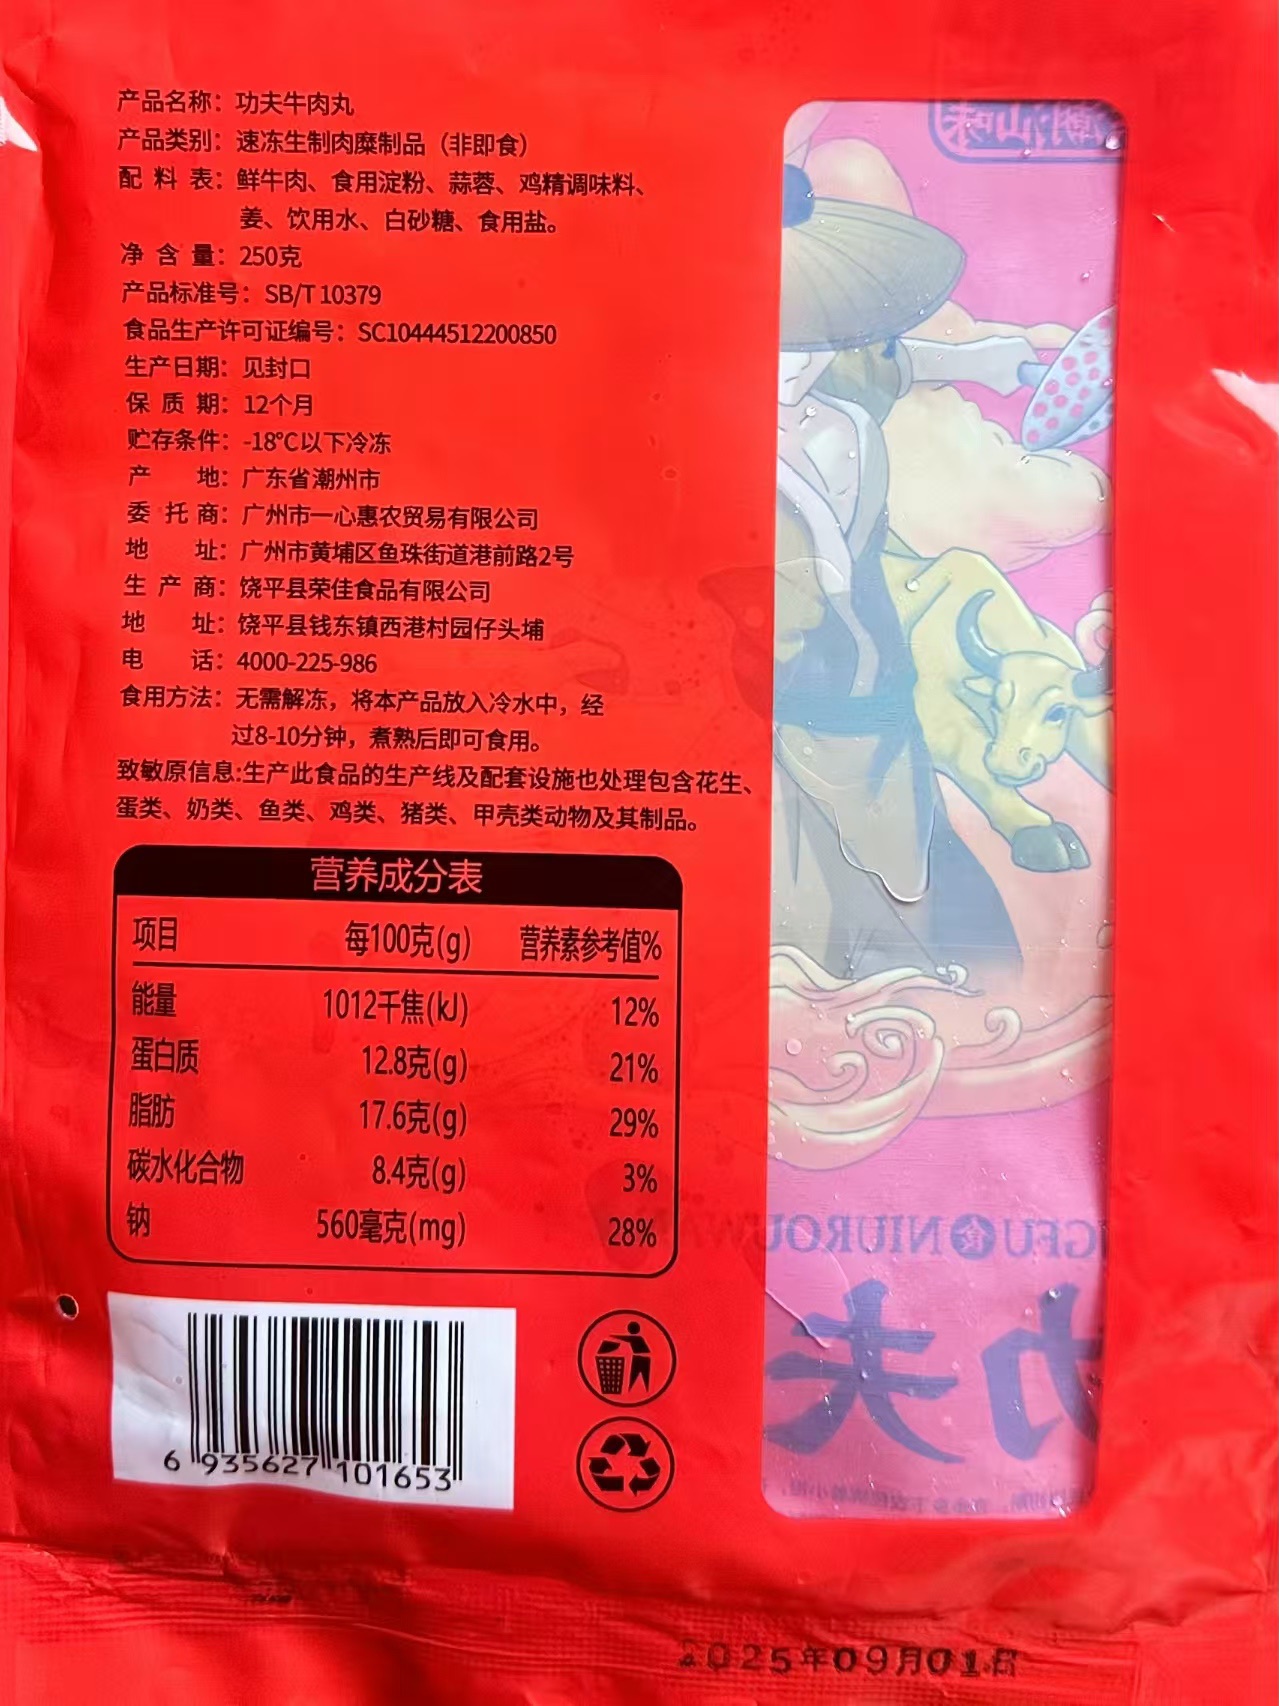 产品名称：功夫牛肉丸
产品类别：速冻生制肉糜制品（非即食）
配料表：鲜牛肉、食用淀粉、蒜蓉、鸡精调味料、
姜、饮用水、白砂糖、食用盐。
净含量：250克
产品标准号：SB/T 10379
食品生产许可证编号：SC10444512200850
生产日期：见封口
保质期：12个月
贮存条件：-18℃以下冷冻
产地：广东省潮州市
委托商：广州市一心惠农贸易有限公司
地址：广州市黄埔区鱼珠街道港前路2号
生产商：饶平县荣佳食品有限公司
地址：饶平县钱东镇西港村园仔头埔
电话：4000-225-986
食用方法：无需解冻，将本产品放入冷水中，经
过8-10分钟，煮熟后即可食用。
致敏原信息:生产此食品的生产线及配套设施也处理包含花生、
蛋类、奶类、鱼类、鸡类、猪类、甲壳类动物及其制品。
营养成分表
项目 每100克(g) 营养素参考值%
能量 1012千焦(kJ) 12%
蛋白质 12.8克(g) 21%
脂肪 17.6克(g) 29%
碳水化合物 8.4克(g) 3%
钠 560毫克(mg) 28%
6 935627 101653
GFU食NIUROUWAN
功夫
2025年09月01日